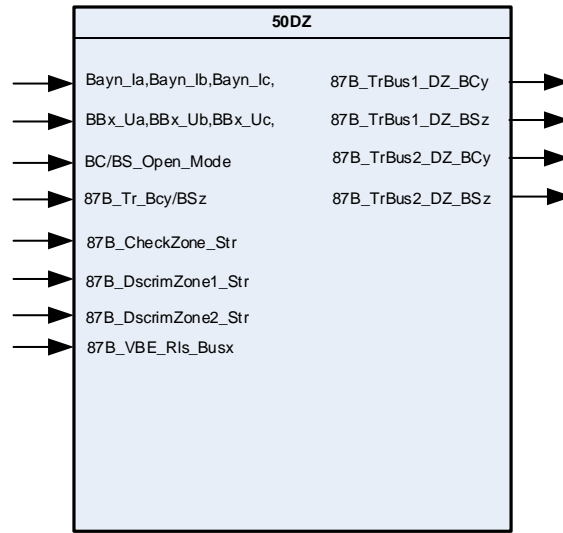 50DZ
Bayn_Ia,Bayn_Ib,Bayn_Ic,
BBx_Ua,BBx_Ub,BBx_Uc,
BC/BS_Open_Mode
87B_Tr_Bcy/BSz
87B_CheckZone_Str
87B_DscrimZone1_Str
87B_DscrimZone2_Str
87B_VBE_Rls_Busx
87B_TrBus1_DZ_BCy
87B_TrBus1_DZ_BSz
87B_TrBus2_DZ_BCy
87B_TrBus2_DZ_BSz